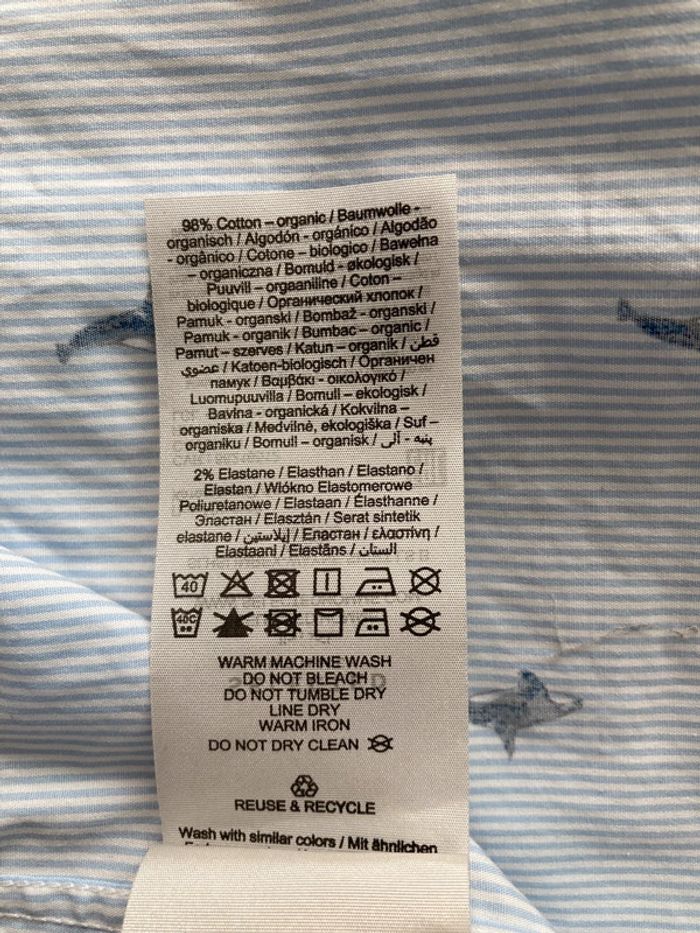 98% Cotton – organic / Baumwolle -
organisch / Algodón - orgánico / Algodão
- orgânico / Cotone – biologico / Bawełna
– organiczna / Bomuld - økologisk /
Puuvill – orgaaniline / Coton –
biologique / Органический хлопок /
Pamuk - organski / Bombaž - organski /
Pamuk - organik / Bumbac – organic /
Pamut – szerves / Katun – organik / قطن
عضوي / Katoen-biologisch / Органичен
памук / Βαμβάκι - οικολογικό /
Luomupuuvilla / Bomull – ekologisk /
Bavlna - organická / Kokvilna –
organiska / Medvilnė, ekologiška / Suf –
organiku / Bomull – organisk / پنبه - آلی
2% Elastane / Elasthan / Elastano /
Elastan / Włókno Elastomerowe
Poliuretanowe / Elastaan / Élasthanne /
Эластан / Elasztán / Serat sintetik
elastane / إيلاستين / Еластан / ελαστίνη /
Elastaani / Elastāns / الستان
40
40C
WARM MACHINE WASH
DO NOT BLEACH
DO NOT TUMBLE DRY
LINE DRY
WARM IRON
DO NOT DRY CLEAN
REUSE & RECYCLE
Wash with similar colors / Mit ähnlichen